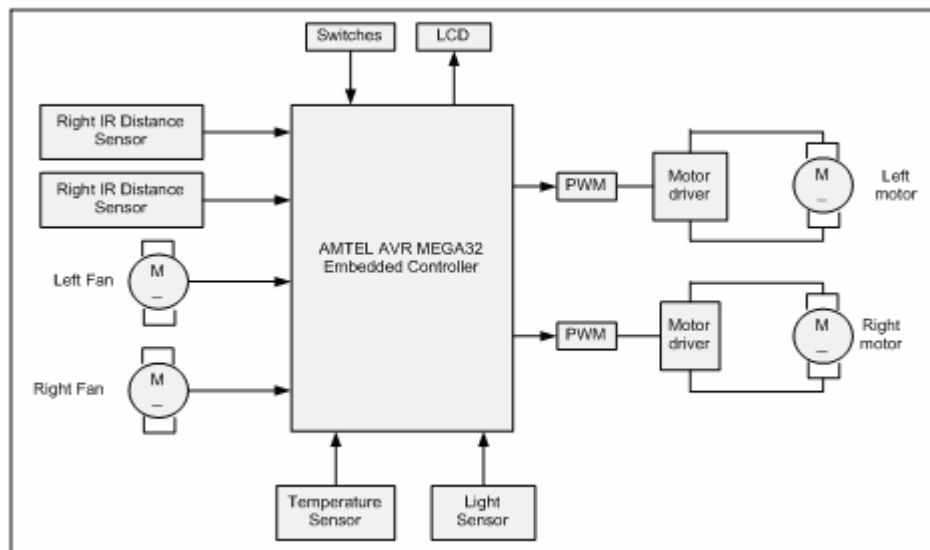 Switches
LCD
Right IR Distance
Sensor
Right IR Distance
Sensor
Left Fan
M
_
Right Fan
M
_
AMTEL AVR MEGA32
Embedded Controller
PWM
Motor
driver
M
_
Left
motor
PWM
Motor
driver
M
_
Right
motor
Temperature
Sensor
Light
Sensor